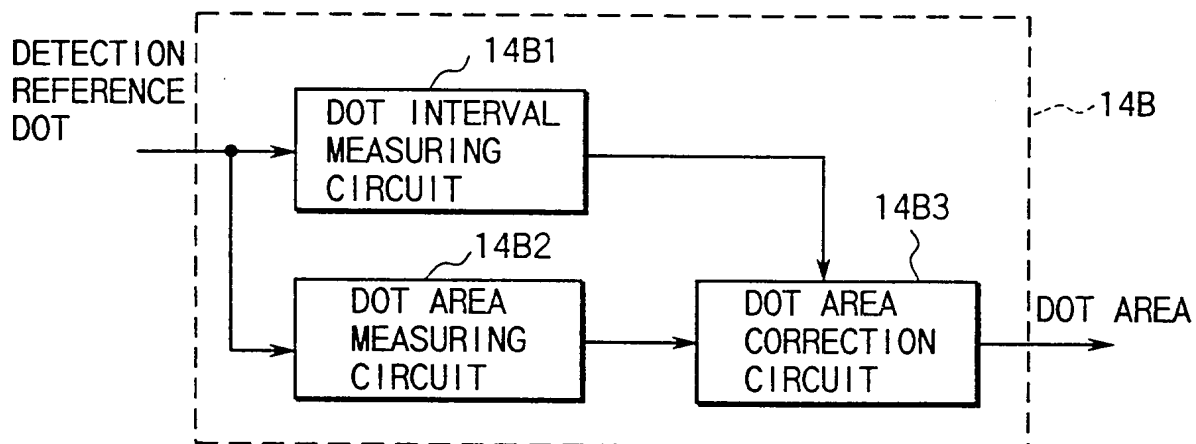 DETECTION
REFERENCE
DOT
14B1
DOT INTERVAL
MEASURING
CIRCUIT
14B
14B2
DOT AREA
MEASURING
CIRCUIT
14B3
DOT AREA
CORRECTION
CIRCUIT
DOT AREA